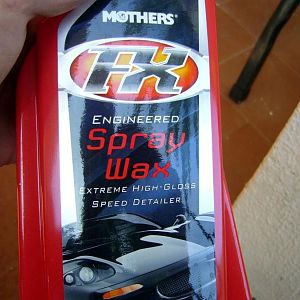 MOTHERS
FX
ENGINEERED
Spray
Wax
EXTREME HIGH-GLOSS
SPEED DETAILER